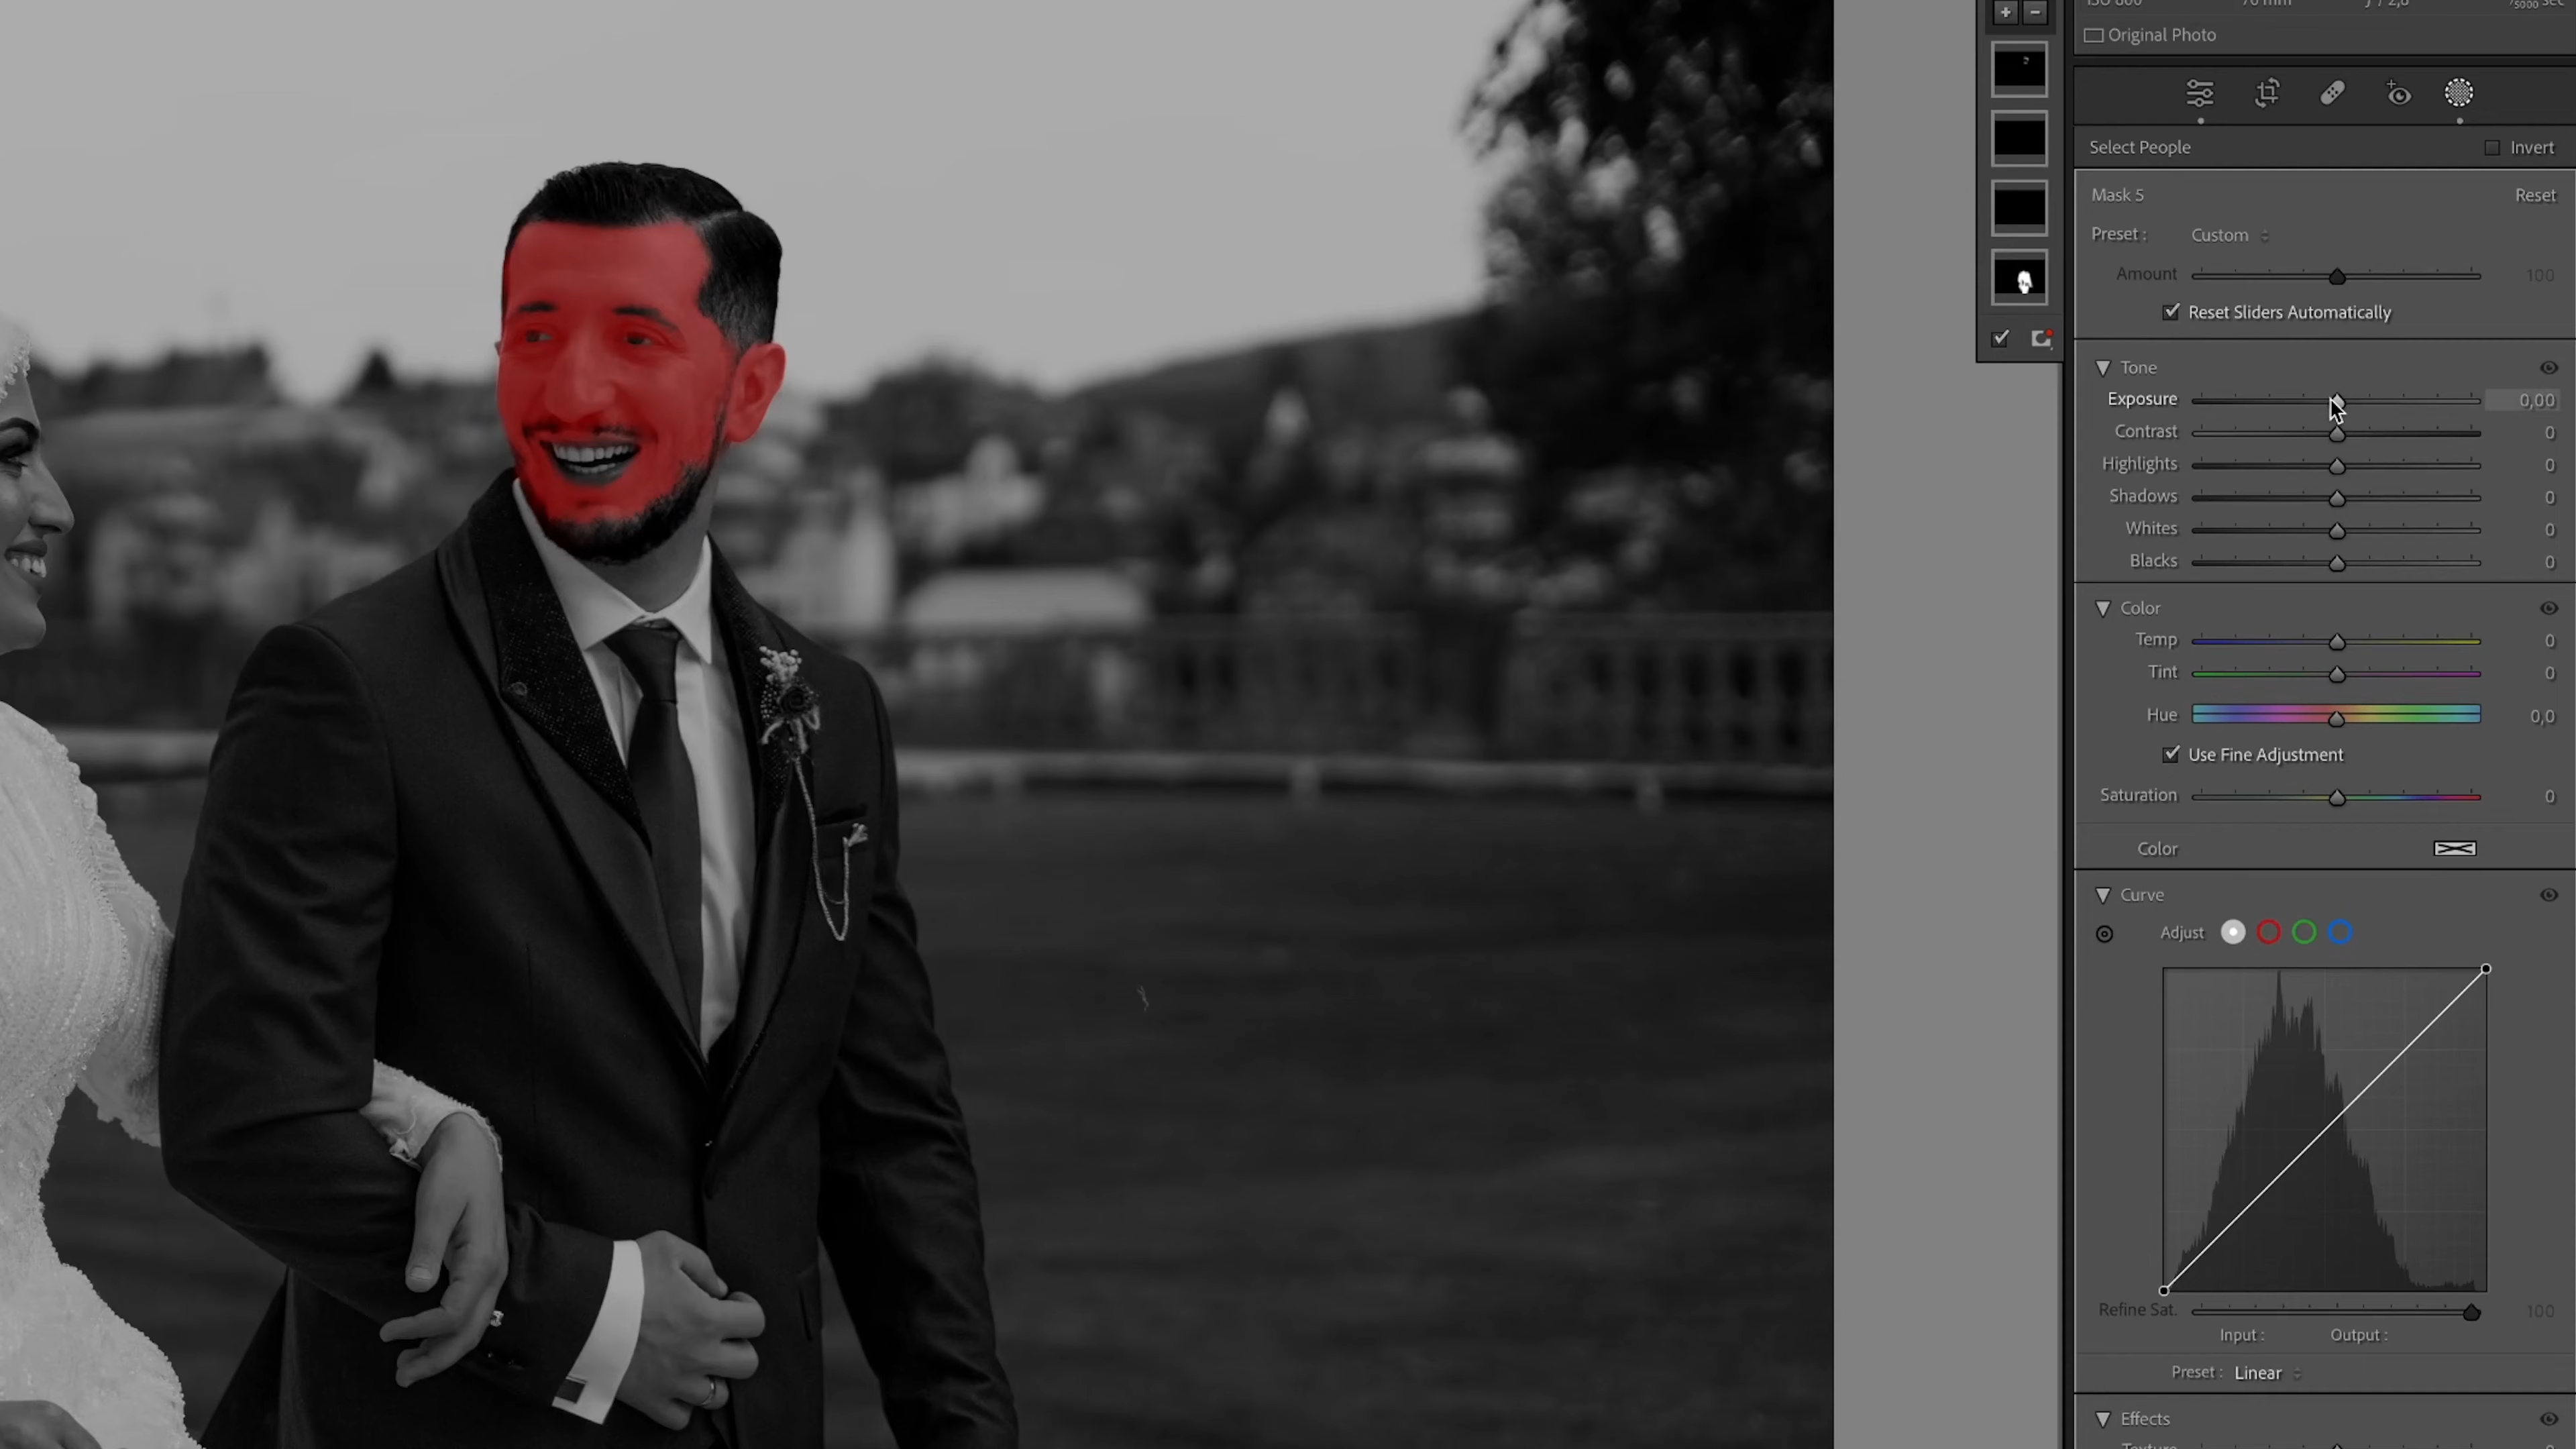 + −
ISO 800 70 mm ƒ / 2,8 1/5000 sec
Original Photo
Select People Invert
Mask 5 Reset
Preset : Custom
Amount 100
Reset Sliders Automatically
Tone
Exposure 0,00
Contrast 0
Highlights 0
Shadows 0
Whites 0
Blacks 0
Color
Temp 0
Tint 0
Hue 0,0
Use Fine Adjustment
Saturation 0
Color
Curve
Adjust
Refine Sat. 100
Input : Output :
Preset : Linear
Effects